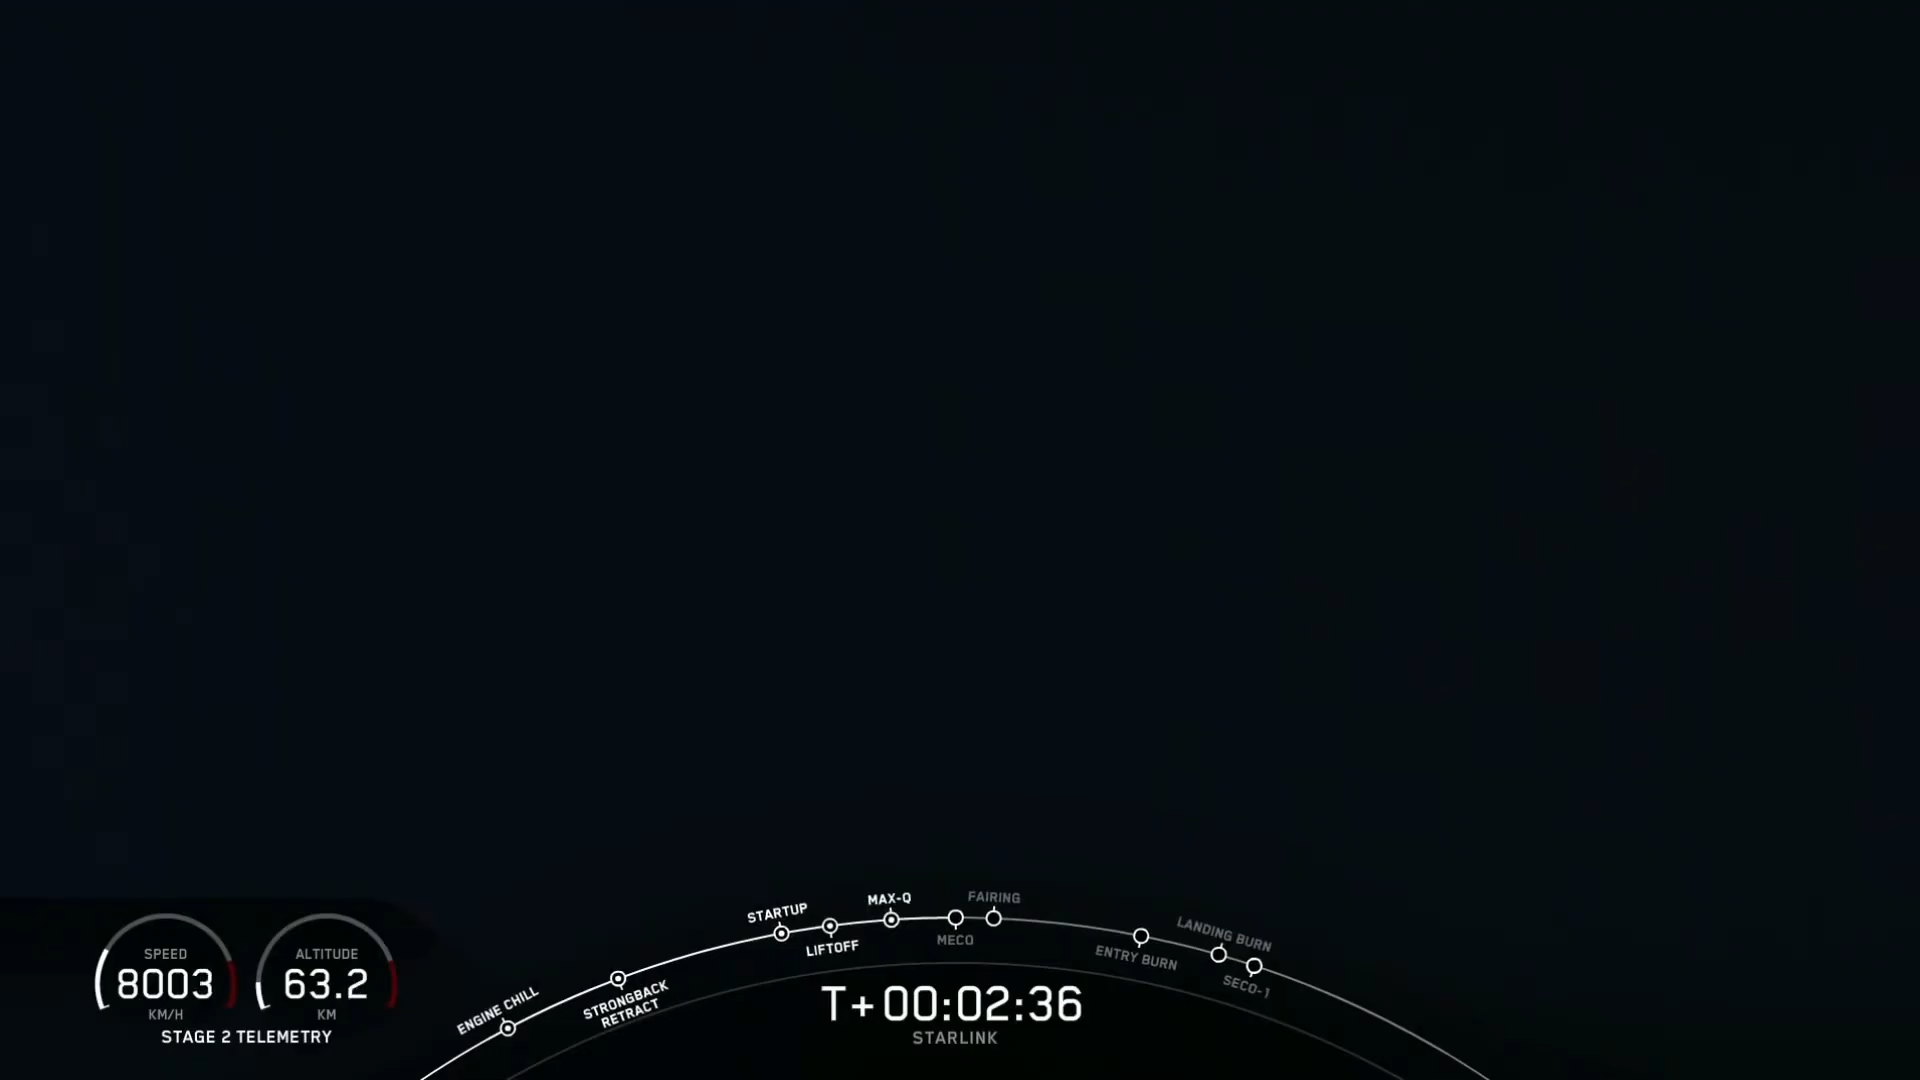 SPEED
8003
KM/H
ALTITUDE
63.2
KM
STAGE 2 TELEMETRY
ENGINE CHILL
STRONGBACK
RETRACT
STARTUP
LIFTOFF
MAX-Q
MECO
FAIRING
ENTRY BURN
LANDING BURN
SECO-1
T+00:02:36
STARLINK